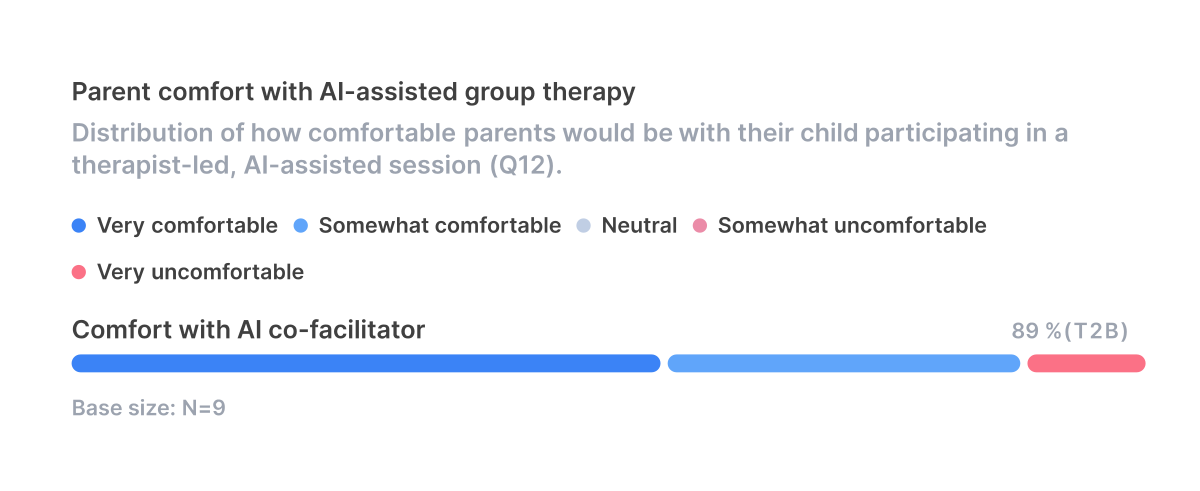 Parent comfort with AI-assisted group therapy
Distribution of how comfortable parents would be with their child participating in a
therapist-led, AI-assisted session (Q12).
Very comfortable Somewhat comfortable Neutral Somewhat uncomfortable
Very uncomfortable
Comfort with AI co-facilitator 89 %(T2B)
Base size: N=9